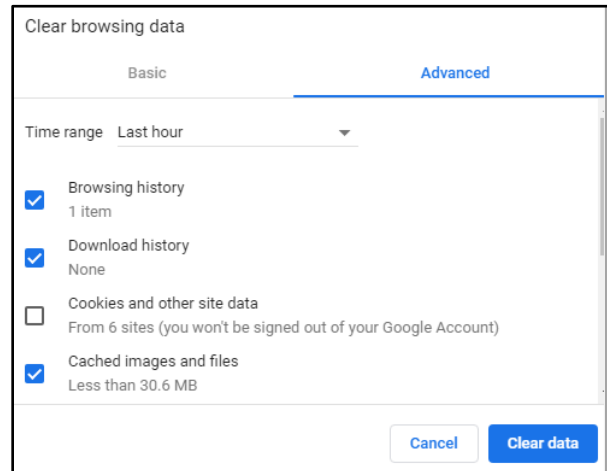 Clear browsing data
Basic Advanced
Time range Last hour
Browsing history
1 item
Download history
None
Cookies and other site data
From 6 sites (you won't be signed out of your Google Account)
Cached images and files
Less than 30.6 MB
Cancel Clear data